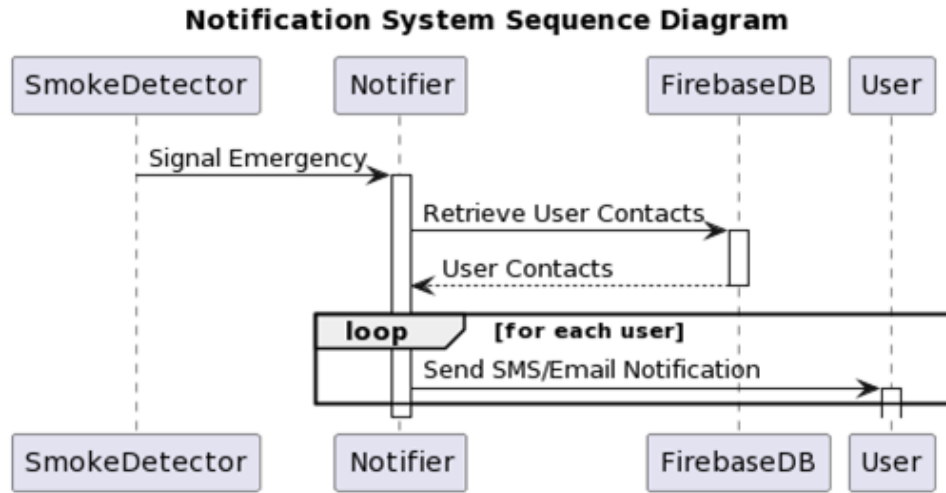 Notification System Sequence Diagram
SmokeDetector
Notifier
FirebaseDB
User
Signal Emergency
Retrieve User Contacts
User Contacts
loop
[for each user]
Send SMS/Email Notification
SmokeDetector
Notifier
FirebaseDB
User